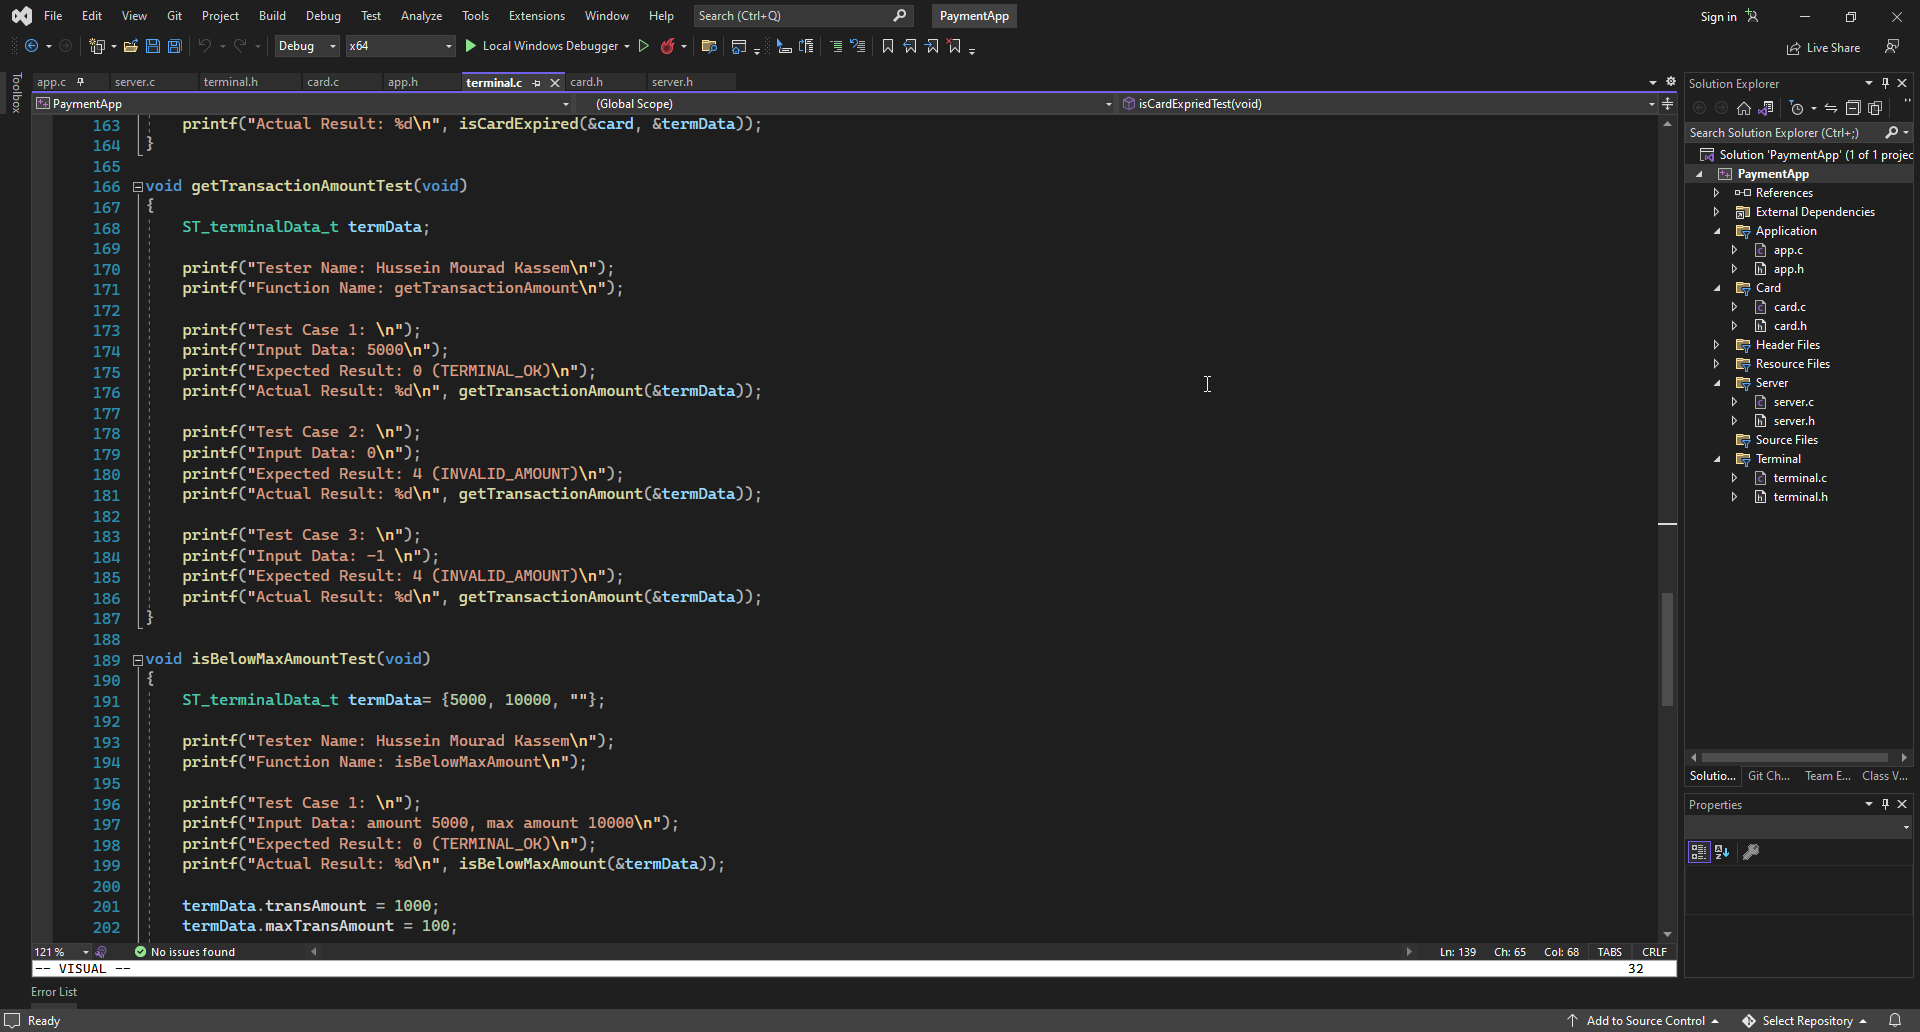 File Edit View Git Project Build Debug Test Analyze Tools Extensions Window Help Search (Ctrl+Q) PaymentApp Sign in
Debug x64 Local Windows Debugger Live Share
Toolbox
app.c server.c terminal.h card.c app.h terminal.c card.h server.h
PaymentApp (Global Scope) isCardExpriedTest(void)
163 printf("Actual Result: %d\n", isCardExpired(&card, &termData));
164 }
165
166 void getTransactionAmountTest(void)
167 {
168 ST_terminalData_t termData;
169
170 printf("Tester Name: Hussein Mourad Kassem\n");
171 printf("Function Name: getTransactionAmount\n");
172
173 printf("Test Case 1: \n");
174 printf("Input Data: 5000\n");
175 printf("Expected Result: 0 (TERMINAL_OK)\n");
176 printf("Actual Result: %d\n", getTransactionAmount(&termData));
177
178 printf("Test Case 2: \n");
179 printf("Input Data: 0\n");
180 printf("Expected Result: 4 (INVALID_AMOUNT)\n");
181 printf("Actual Result: %d\n", getTransactionAmount(&termData));
182
183 printf("Test Case 3: \n");
184 printf("Input Data: -1 \n");
185 printf("Expected Result: 4 (INVALID_AMOUNT)\n");
186 printf("Actual Result: %d\n", getTransactionAmount(&termData));
187 }
188
189 void isBelowMaxAmountTest(void)
190 {
191 ST_terminalData_t termData= {5000, 10000, ""};
192
193 printf("Tester Name: Hussein Mourad Kassem\n");
194 printf("Function Name: isBelowMaxAmount\n");
195
196 printf("Test Case 1: \n");
197 printf("Input Data: amount 5000, max amount 10000\n");
198 printf("Expected Result: 0 (TERMINAL_OK)\n");
199 printf("Actual Result: %d\n", isBelowMaxAmount(&termData));
200
201 termData.transAmount = 1000;
202 termData.maxTransAmount = 100;
121 % No issues found Ln: 139 Ch: 65 Col: 68 TABS CRLF
-- VISUAL -- 32
Error List
Ready Add to Source Control Select Repository
Solution Explorer
Search Solution Explorer (Ctrl+;)
Solution 'PaymentApp' (1 of 1 projec
PaymentApp
References
External Dependencies
Application
app.c
app.h
Card
card.c
card.h
Header Files
Resource Files
Server
server.c
server.h
Source Files
Terminal
terminal.c
terminal.h
Solutio... Git Ch... Team E... Class V...
Properties